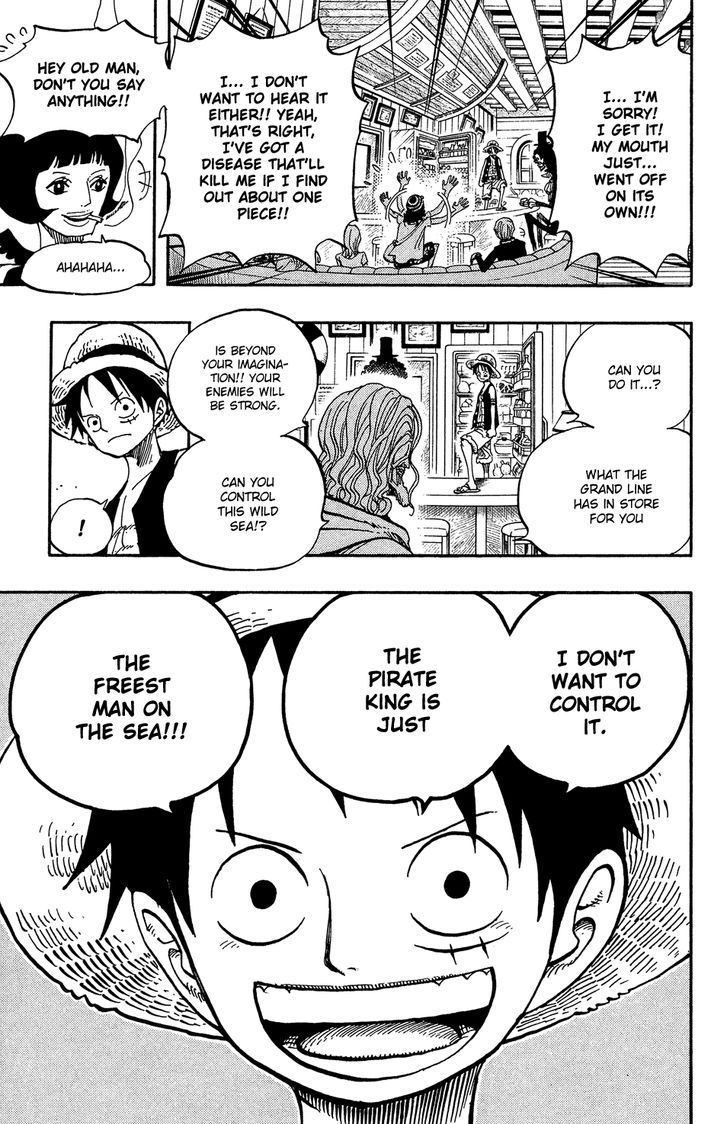 I... I'M
SORRY!
I GET IT!
MY MOUTH
JUST...
WENT OFF
ON ITS
OWN!!!
I... I DON'T
WANT TO HEAR IT
EITHER!! YEAH,
THAT'S RIGHT,
I'VE GOT A
DISEASE THAT'LL
KILL ME IF I FIND
OUT ABOUT ONE
PIECE!!
HEY OLD MAN,
DON'T YOU SAY
ANYTHING!!
AHAHAHA...
CAN YOU
DO IT...?
WHAT THE
GRAND LINE
HAS IN STORE
FOR YOU
IS BEYOND
YOUR IMAGINA-
TION!! YOUR
ENEMIES WILL
BE STRONG.
CAN YOU
CONTROL
THIS WILD
SEA!?
!
I DON'T
WANT TO
CONTROL
IT.
THE
PIRATE
KING IS
JUST
THE
FREEST
MAN ON
THE SEA!!!